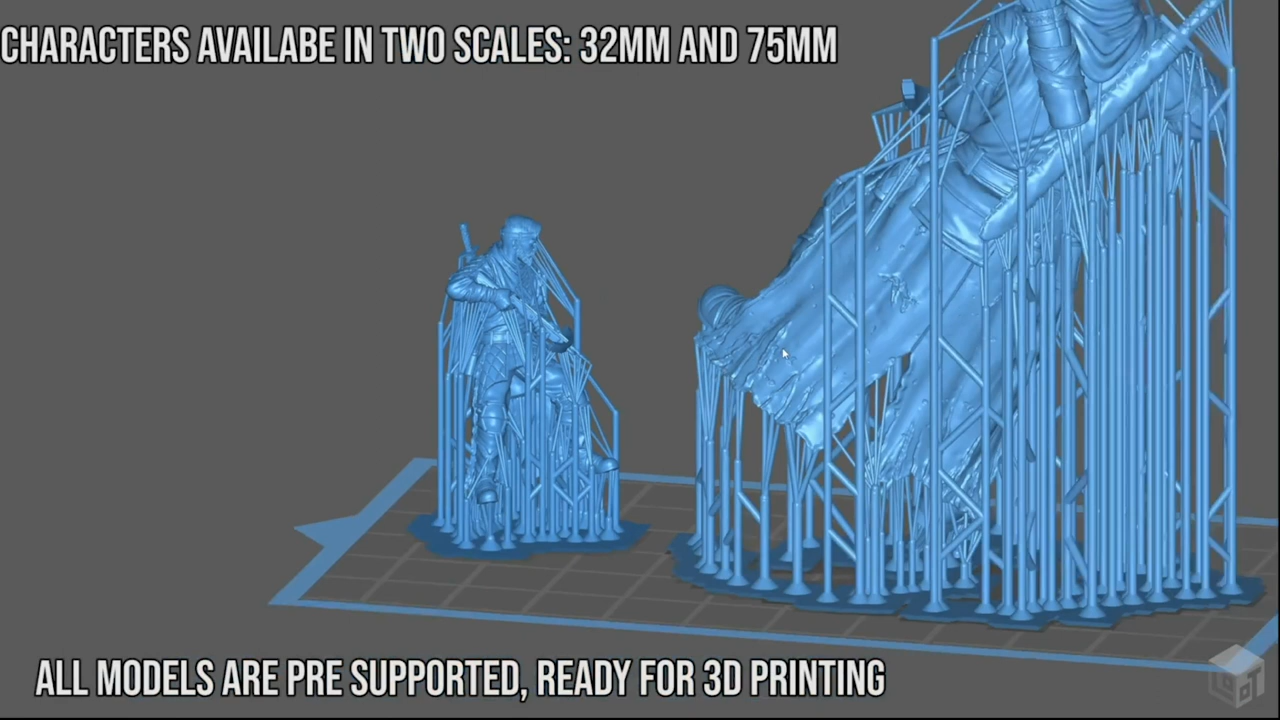 CHARACTERS AVAILABE IN TWO SCALES: 32MM AND 75MM
ALL MODELS ARE PRE SUPPORTED, READY FOR 3D PRINTING